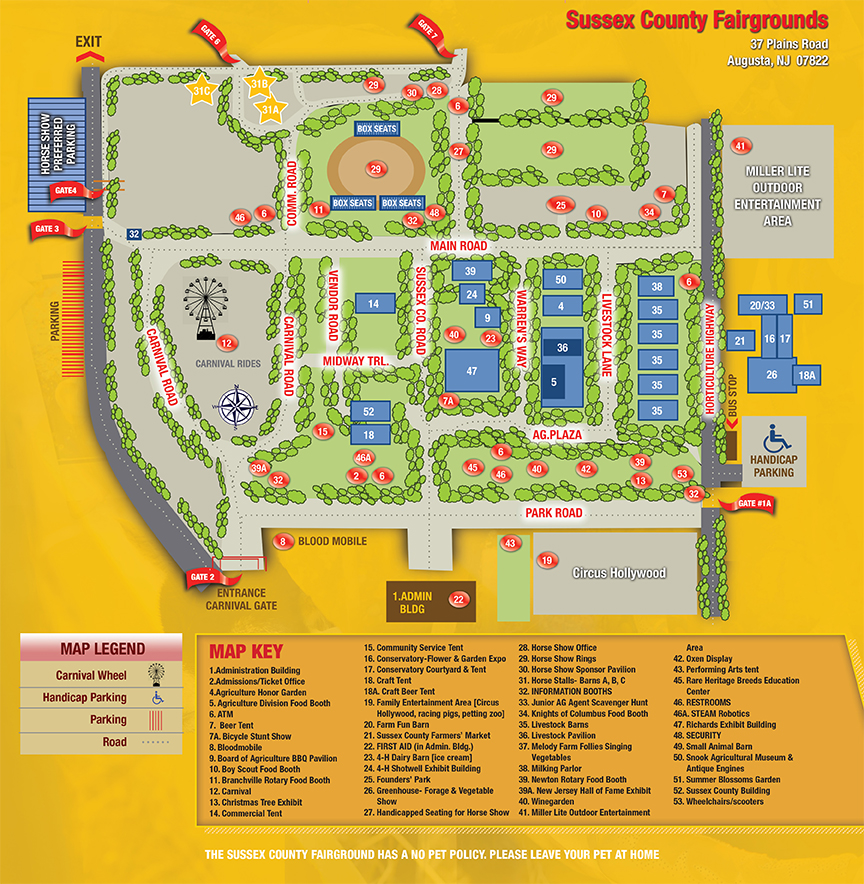 Sussex County Fairgrounds
37 Plains Road
Augusta, NJ 07822
EXIT
GATE 6
GATE 7
31C
31B
31A
29
30
28
6
29
HORSE SHOW
PREFERRED
PARKING
BOX SEATS
29
27
29
41
MILLER LITE
OUTDOOR
ENTERTAINMENT
AREA
GATE4
COMM. ROAD
BOX SEATS
BOX SEATS
46
6
11
32
48
25
10
34
7
GATE 3
32
MAIN ROAD
PARKING
CARNIVAL ROAD
12
CARNIVAL RIDES
CARNIVAL ROAD
VENDOR ROAD
14
MIDWAY TRL.
SUSSEX CO. ROAD
39
24
9
40
23
47
7A
WARREN'S WAY
50
4
36
5
LIVESTOCK LANE
38
6
35
35
35
35
35
HORTICULTURE HIGHWAY
20/33
51
21
16
17
26
18A
BUS STOP
N
W
E
S
52
18
15
AG.PLAZA
46A
39A
32
2
6
6
45
46
40
42
39
13
53
32
HANDICAP
PARKING
GATE #1A
PARK ROAD
8
BLOOD MOBILE
43
19
Circus Hollywood
GATE 2
ENTRANCE
CARNIVAL GATE
1.ADMIN
BLDG
22
MAP LEGEND
Carnival Wheel
Handicap Parking
Parking
Road
MAP KEY
1.Administration Building
2.Admissions/Ticket Office
4.Agriculture Honor Garden
5. Agriculture Division Food Booth
6. ATM
7. Beer Tent
7A. Bicycle Stunt Show
8. Bloodmobile
9. Board of Agriculture BBQ Pavilion
10. Boy Scout Food Booth
11. Branchville Rotary Food Booth
12. Carnival
13. Christmas Tree Exhibit
14. Commercial Tent
15. Community Service Tent
16. Conservatory-Flower & Garden Expo
17. Conservatory Courtyard & Tent
18. Craft Tent
18A. Craft Beer Tent
19. Family Entertainment Area [Circus
Hollywood, racing pigs, petting zoo]
20. Farm Fun Barn
21. Sussex County Farmers' Market
22. FIRST AID (in Admin. Bldg.)
23. 4-H Dairy Barn [ice cream]
24. 4-H Shotwell Exhibit Building
25. Founders' Park
26. Greenhouse- Forage & Vegetable
Show
27. Handicapped Seating for Horse Show
28. Horse Show Office
29. Horse Show Rings
30. Horse Show Sponsor Pavilion
31. Horse Stalls- Barns A, B, C
32. INFORMATION BOOTHS
33. Junior AG Agent Scavenger Hunt
34. Knights of Columbus Food Booth
35. Livestock Barns
36. Livestock Pavilion
37. Melody Farm Follies Singing
Vegetables
38. Milking Parlor
39. Newton Rotary Food Booth
39A. New Jersey Hall of Fame Exhibit
40. Winegarden
41. Miller Lite Outdoor Entertainment
Area
42. Oxen Display
43. Performing Arts tent
45. Rare Heritage Breeds Education
Center
46. RESTROOMS
46A. STEAM Robotics
47. Richards Exhibit Building
48. SECURITY
49. Small Animal Barn
50. Snook Agricultural Museum &
Antique Engines
51. Summer Blossoms Garden
52. Sussex County Building
53. Wheelchairs/scooters
THE SUSSEX COUNTY FAIRGROUND HAS A NO PET POLICY. PLEASE LEAVE YOUR PET AT HOME